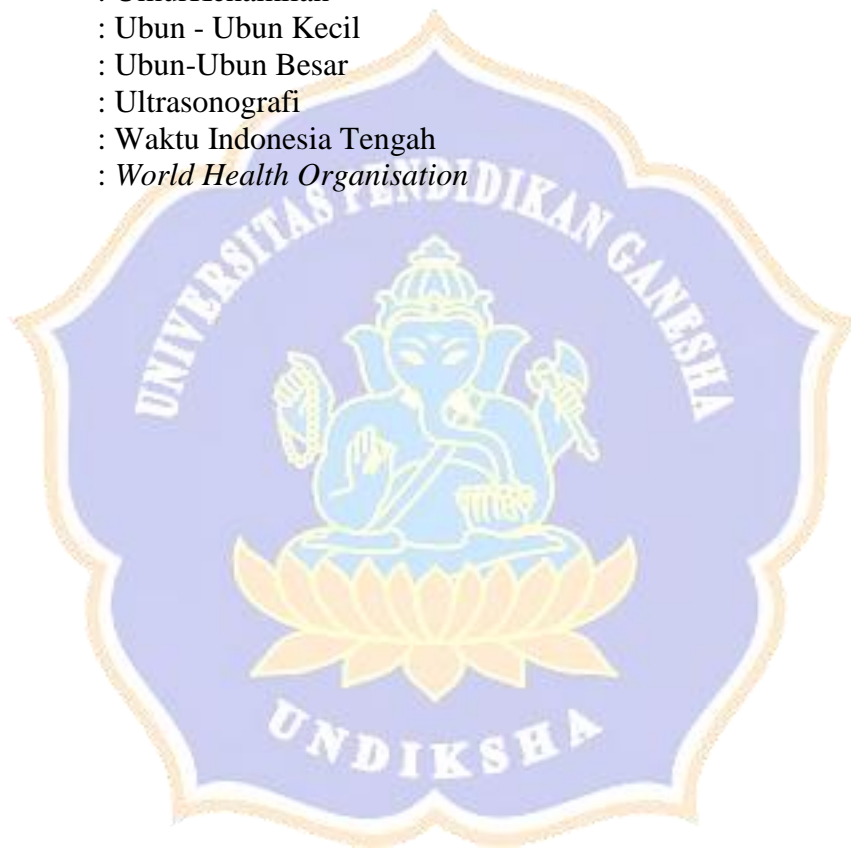 : Ubun - Ubun Kecil
: Ubun-Ubun Besar
: Ultrasonografi
: Waktu Indonesia Tengah
: World Health Organisation
UNIVERSITAS PENDIDIKAN GANESHA
UNDIKSHA